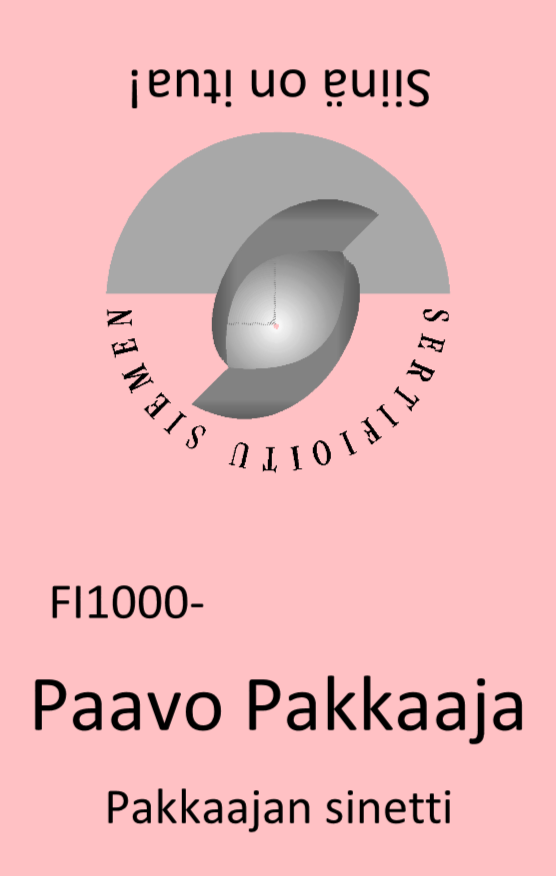 Siinä on itua!
SERTIFIOITU SIEMEN
FI1000-
Paavo Pakkaaja
Pakkaajan sinetti